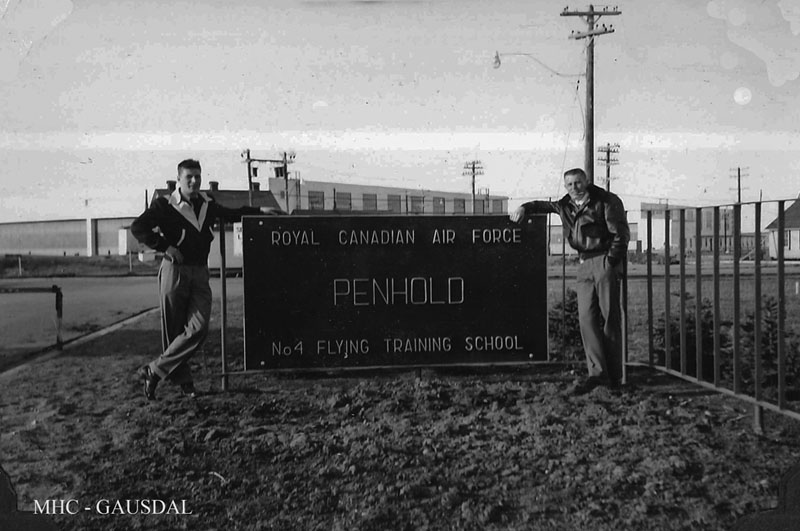 ROYAL CANADIAN AIR FORCE
PENHOLD
No4 FLYING TRAINING SCHOOL
MHC - GAUSDAL